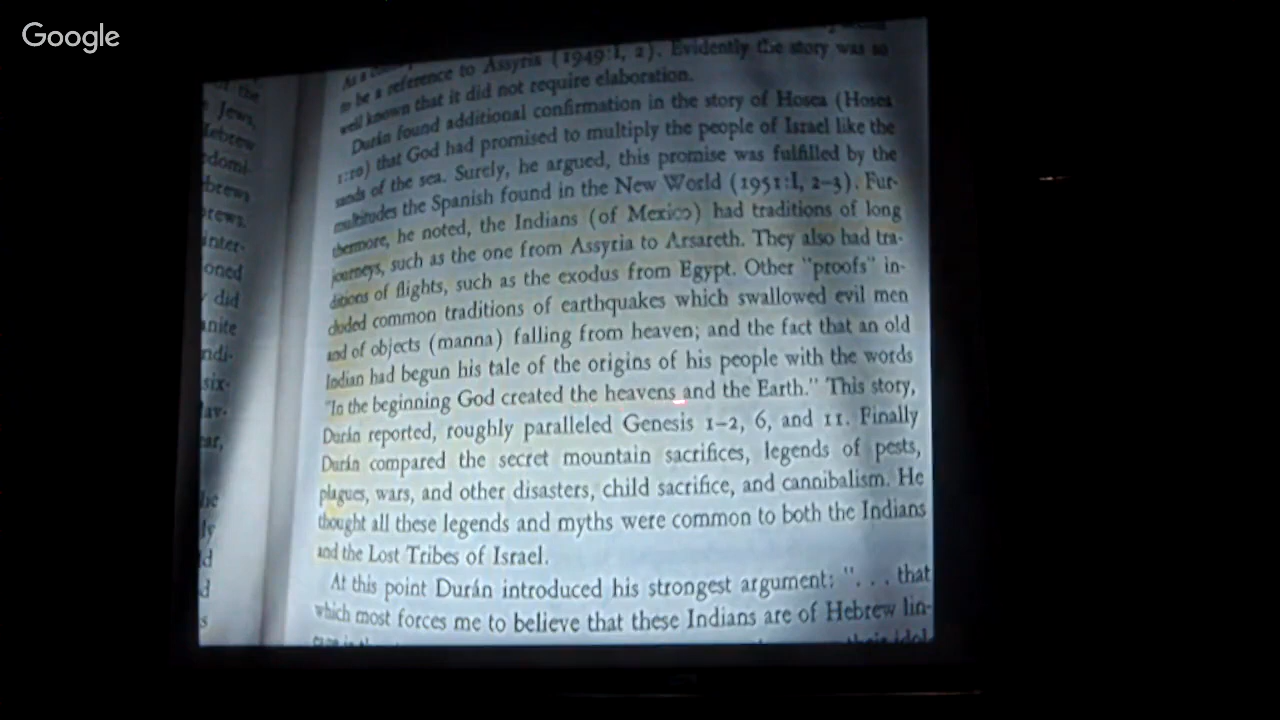 Google
to be a reference to Assyria (1949:I, 2). Evidently the story was so
well known that it did not require elaboration.
Durán found additional confirmation in the story of Hosea (Hosea
1:10) that God had promised to multiply the people of Israel like the
sands of the sea. Surely, he argued, this promise was fulfilled by the
multitudes the Spanish found in the New World (1951:I, 2-3). Fur-
thermore, he noted, the Indians (of Mexico) had traditions of long
journeys, such as the one from Assyria to Arsareth. They also had tra-
ditions of flights, such as the exodus from Egypt. Other "proofs" in-
cluded common traditions of earthquakes which swallowed evil men
and of objects (manna) falling from heaven; and the fact that an old
Indian had begun his tale of the origins of his people with the words
"In the beginning God created the heavens and the Earth." This story,
Durán reported, roughly paralleled Genesis 1-2, 6, and 11. Finally
Durán compared the secret mountain sacrifices, legends of pests,
plagues, wars, and other disasters, child sacrifice, and cannibalism. He
thought all these legends and myths were common to both the Indians
and the Lost Tribes of Israel.
At this point Durán introduced his strongest argument: ". . . that
which most forces me to believe that these Indians are of Hebrew lin-